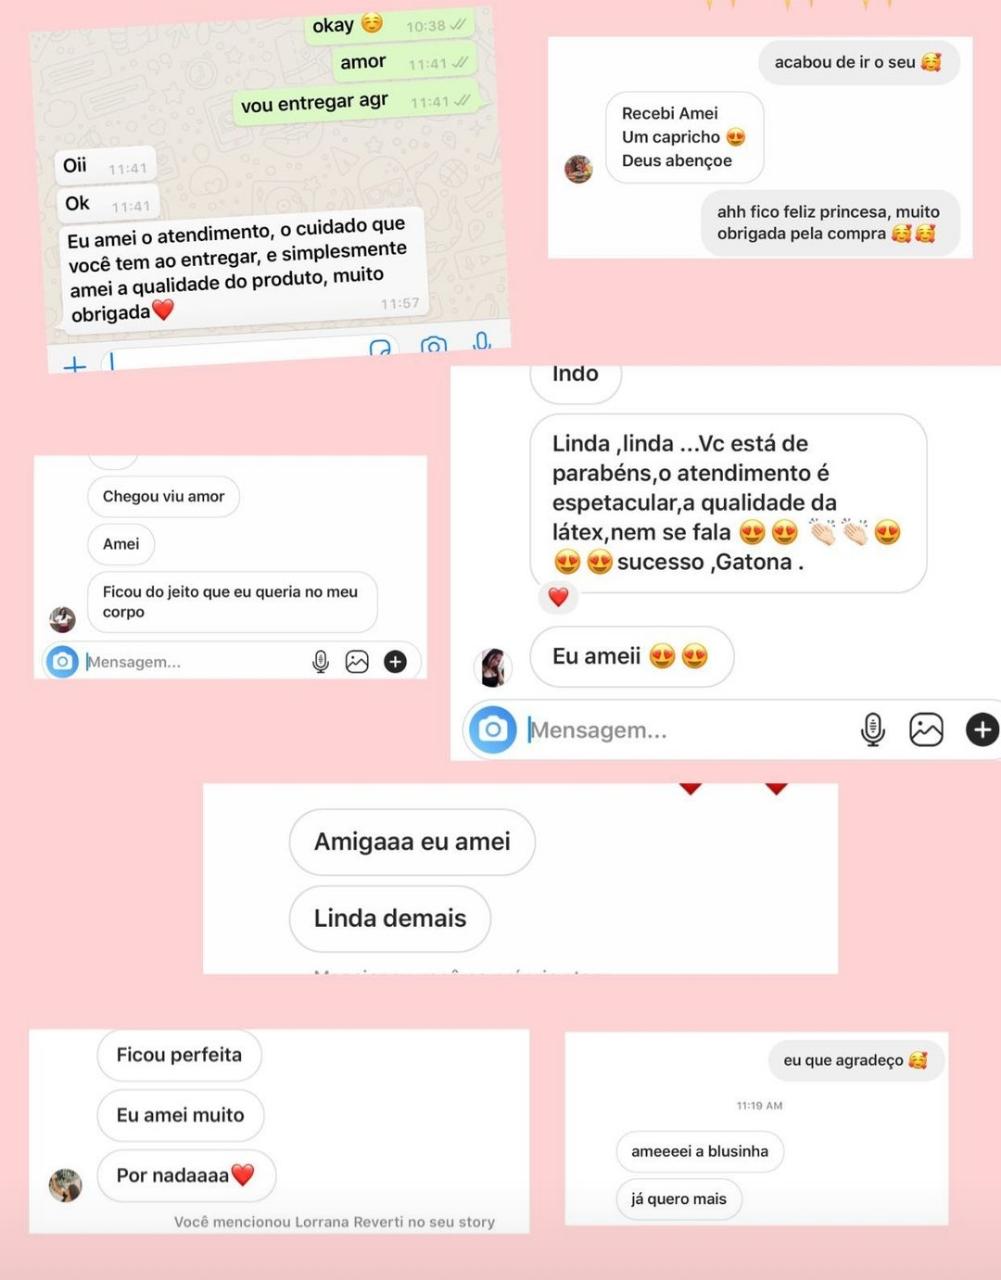 okay ☺️ 10:38
amor 11:41
vou entregar agr 11:41
Oii 11:41
Ok 11:41
Eu amei o atendimento, o cuidado que
você tem ao entregar, e simplesmente
amei a qualidade do produto, muito
obrigada❤️ 11:57
acabou de ir o seu 🥰
Recebi Amei
Um capricho 😍
Deus abençoe
ahh fico feliz princesa, muito
obrigada pela compra 🥰🥰
lndo
Linda ,linda ...Vc está de
parabéns,o atendimento é
espetacular,a qualidade da
látex,nem se fala 😍😍👏🏻👏🏻😍
😍😍sucesso ,Gatona .
❤️
Eu ameii 😍😍
Mensagem...
Chegou viu amor
Amei
Ficou do jeito que eu queria no meu
corpo
Mensagem...
Amigaaa eu amei
Linda demais
Ficou perfeita
Eu amei muito
Por nadaaaa❤️
Você mencionou Lorrana Reverti no seu story
eu que agradeço 🥰
11:19 AM
ameeeei a blusinha
já quero mais